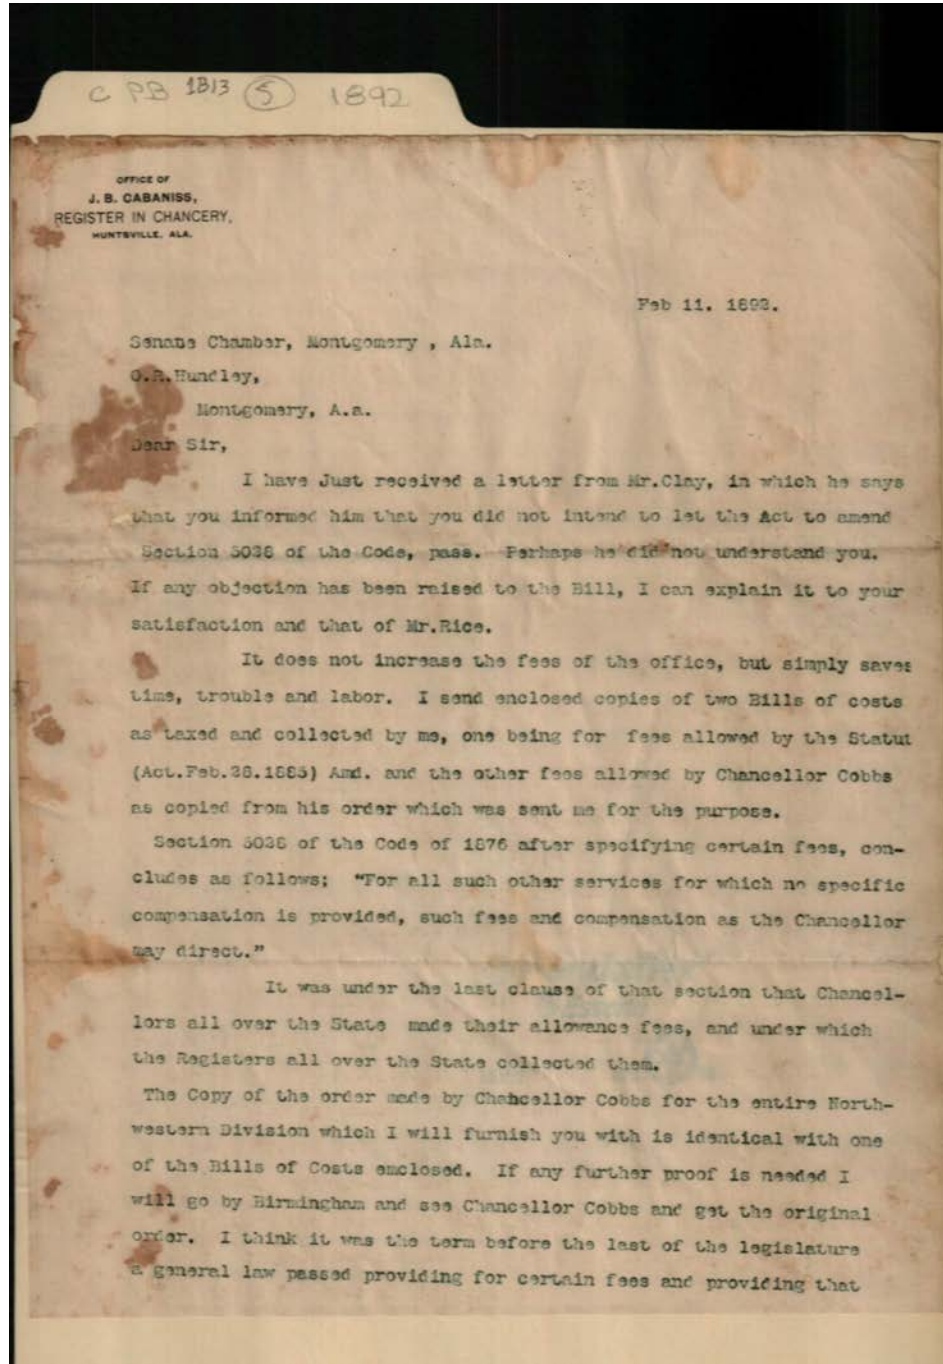 C PB 1813 (5) 1892
OFFICE OF
J. B. CABANISS,
REGISTER IN CHANCERY,
HUNTSVILLE, ALA.
Feb 11. 1892.
Senate Chamber, Montgomery , Ala.
O.R.Hundley,
Montgomery, A.a.
Dear Sir,
I have Just received a letter from Mr.Clay, in which he says
that you informed him that you did not intend to let the Act to amend
Section 3038 of the Code, pass. Perhaps he did not understand you.
If any objection has been raised to the Bill, I can explain it to your
satisfaction and that of Mr.Rice.
It does not increase the fees of the office, but simply saves
time, trouble and labor. I send enclosed copies of two Bills of costs
as taxed and collected by me, one being for fees allowed by the Statut
(Act.Feb.28.1885) Amd. and the other fees allowed by Chancellor Cobbs
as copied from his order which was sent me for the purpose.
Section 3038 of the Code of 1876 after specifying certain fees, con-
cludes as follows; "For all such other services for which no specific
compensation is provided, such fees and compensation as the Chancellor
may direct."
It was under the last clause of that section that Chancel-
lors all over the State made their allowance fees, and under which
the Registers all over the State collected them.
The Copy of the order made by Chancellor Cobbs for the entire North-
western Division which I will furnish you with is identical with one
of the Bills of Costs enclosed. If any further proof is needed I
will go by Birmingham and see Chancellor Cobbs and get the original
order. I think it was the term before the last of the legislature
a general law passed providing for certain fees and providing that